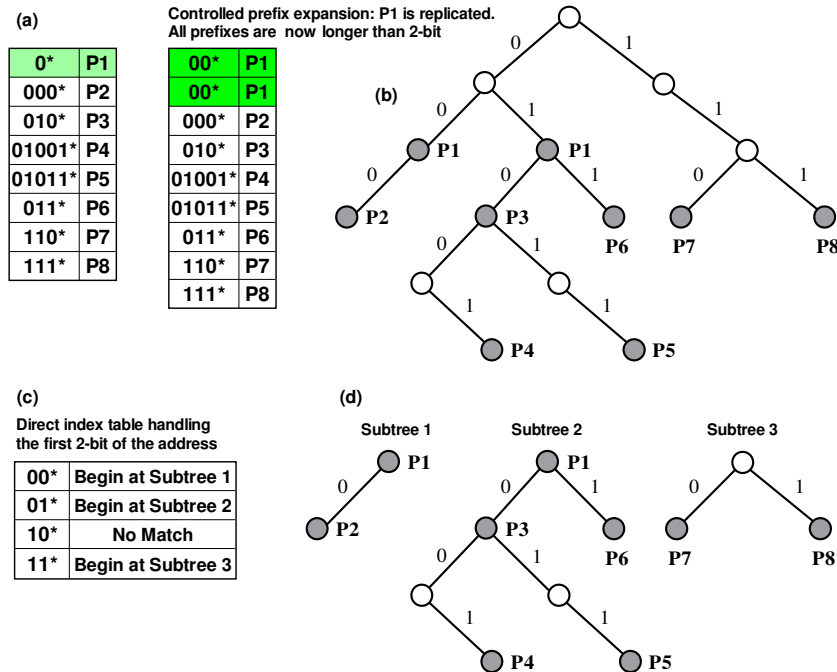 (a)
Controlled prefix expansion: P1 is replicated.
All prefixes are now longer than 2-bit
0* P1
000* P2
010* P3
01001* P4
01011* P5
011* P6
110* P7
111* P8
00* P1
00* P1
000* P2
010* P3
01001* P4
01011* P5
011* P6
110* P7
111* P8
(b)
0 1
0 1 1
P1 P1
0 0 1 0 1
P2 P3 P6 P7 P8
0 1
1 1
P4 P5
(c)
Direct index table handling
the first 2-bit of the address
00* Begin at Subtree 1
01* Begin at Subtree 2
10* No Match
11* Begin at Subtree 3
(d)
Subtree 1 Subtree 2 Subtree 3
P1 P1
0 0 1 0 1
P2 P3 P6 P7 P8
0 1
1 1
P4 P5